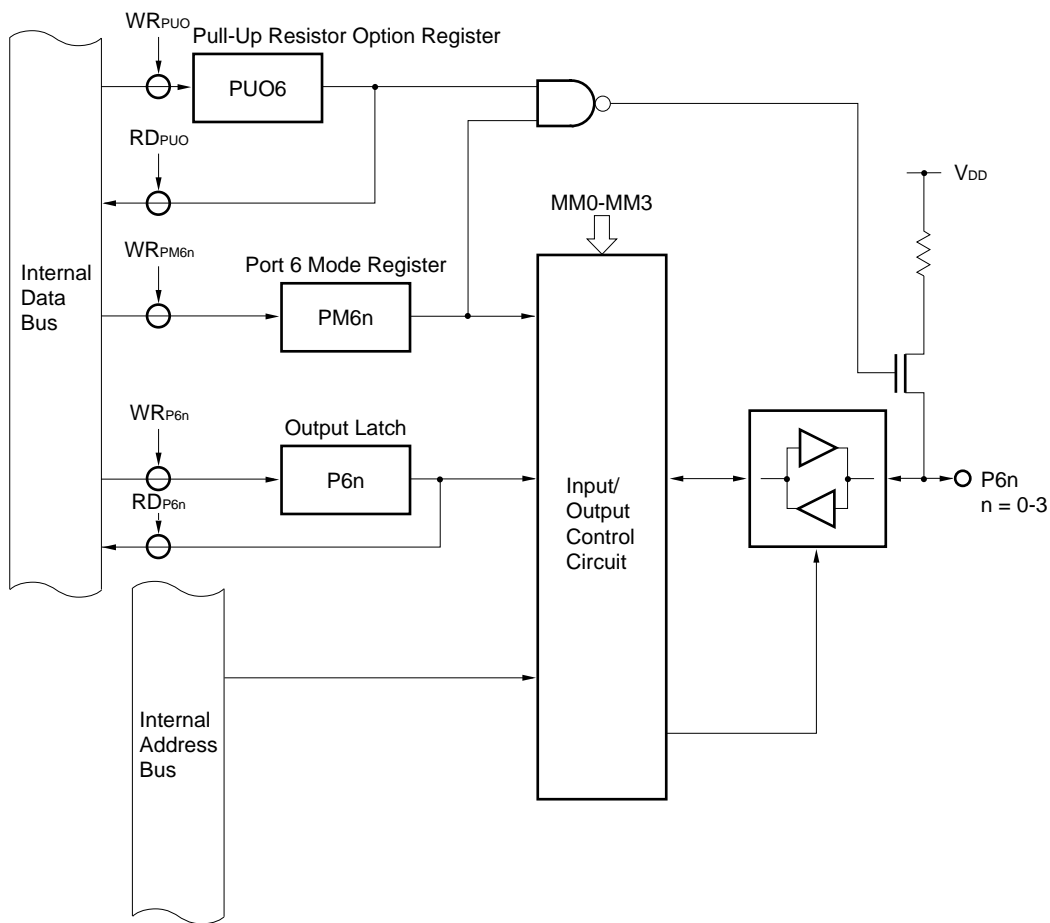 WRPUO
Pull-Up Resistor Option Register
PUO6
RDPUO
VDD
MM0-MM3
WRPM6n
Port 6 Mode Register
Internal
Data
Bus
PM6n
WRP6n
Output Latch
P6n
RDP6n
Input/
Output
Control
Circuit
P6n
n = 0-3
Internal
Address
Bus